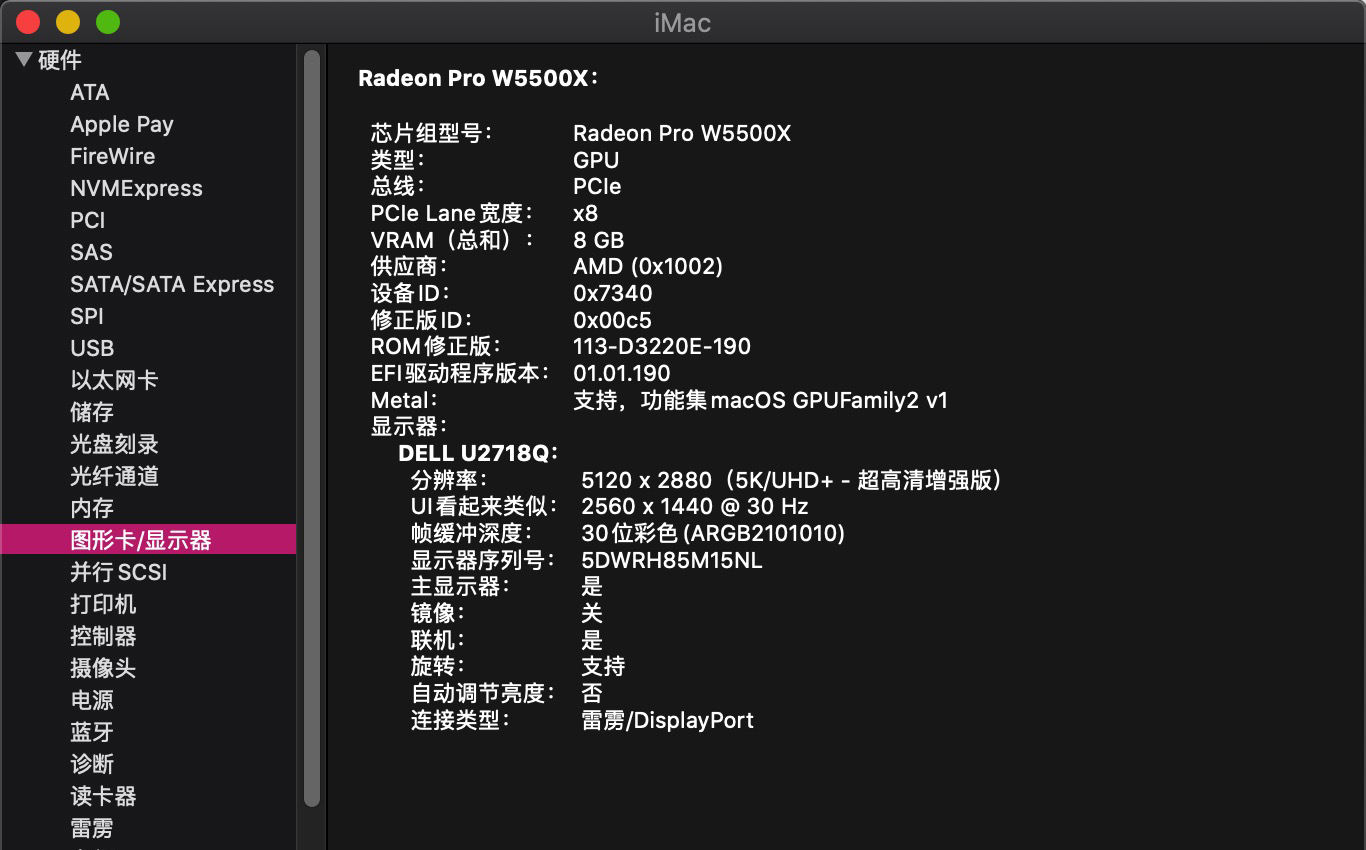 iMac
硬件
ATA
Apple Pay
FireWire
NVMExpress
PCI
SAS
SATA/SATA Express
SPI
USB
以太网卡
储存
光盘刻录
光纤通道
内存
图形卡/显示器
并行SCSI
打印机
控制器
摄像头
电源
蓝牙
诊断
读卡器
雷雳
Radeon Pro W5500X：
芯片组型号： Radeon Pro W5500X
类型： GPU
总线： PCIe
PCIe Lane宽度： x8
VRAM（总和）： 8 GB
供应商： AMD (0x1002)
设备ID： 0x7340
修正版ID： 0x00c5
ROM修正版： 113-D3220E-190
EFI驱动程序版本： 01.01.190
Metal： 支持，功能集macOS GPUFamily2 v1
显示器：
DELL U2718Q：
分辨率： 5120 x 2880（5K/UHD+ - 超高清增强版）
UI看起来类似： 2560 x 1440 @ 30 Hz
帧缓冲深度： 30位彩色(ARGB2101010)
显示器序列号： 5DWRH85M15NL
主显示器： 是
镜像： 关
联机： 是
旋转： 支持
自动调节亮度： 否
连接类型： 雷雳/DisplayPort